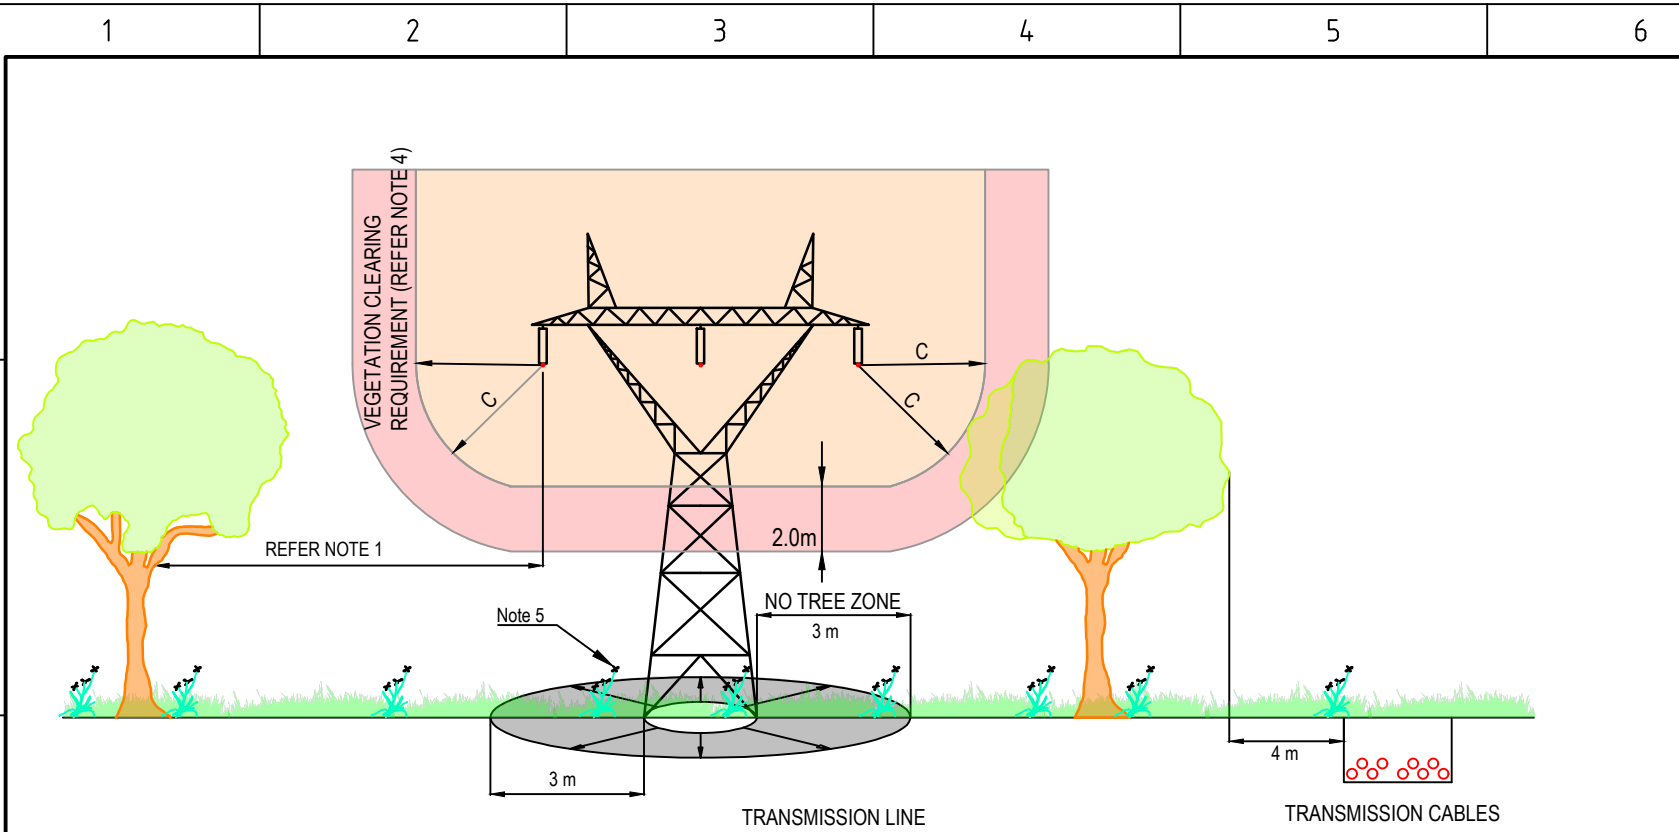 1 2 3 4 5 6
VEGETATION CLEARING
REQUIREMENT (REFER NOTE 4)
C
C
C
REFER NOTE 1
2.0m
NO TREE ZONE
3 m
Note 5
3 m
4 m
TRANSMISSION LINE
TRANSMISSION CABLES